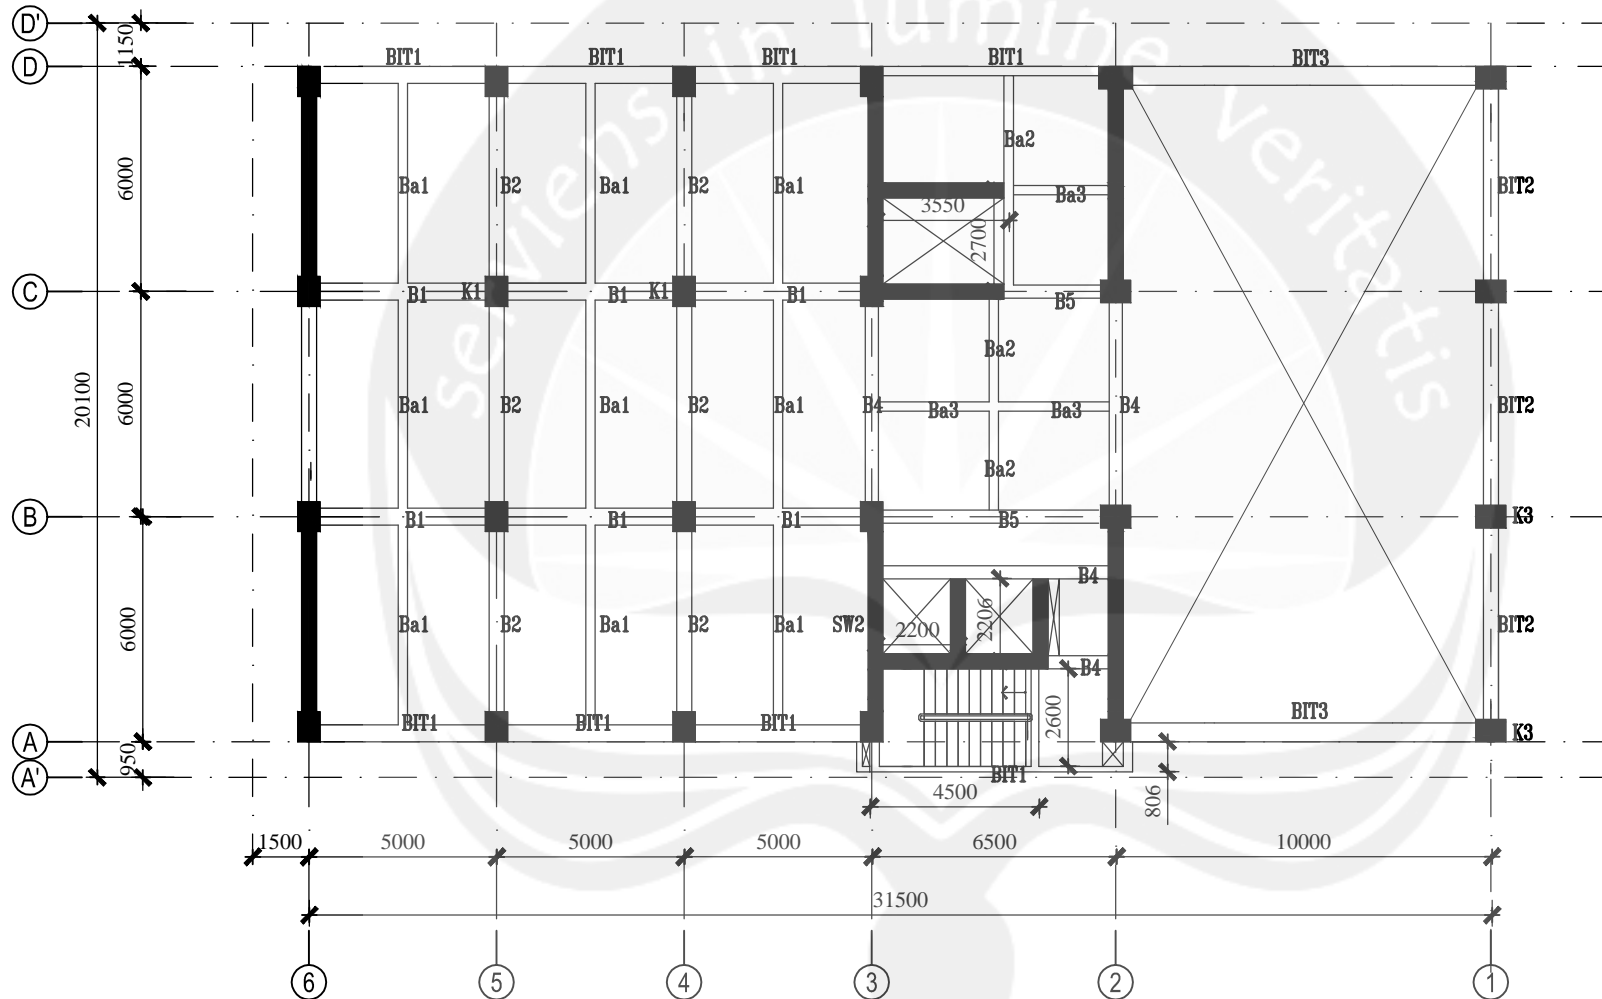 D'
1150
D
BIT1 BIT1 BIT1 BIT1 BIT3
serviens in lumine veritatis
6000
Ba2
Ba1 B2 Ba1 B2 Ba1 Ba3 BIT2
3550
2700
C
B1 K1 B1 K1 B1 B5
Ba2
20100
6000
Ba1 B2 Ba1 B2 Ba1 B4 Ba3 Ba3 B4 BIT2
Ba2
B
B1 B1 B1 B5 K3
B4
6000
Ba1 B2 Ba1 B2 Ba1 SW2 2200 2206 BIT2
B4
BIT1 BIT1 BIT1 2600 BIT3
A
K3
950
A'
BIT1
4500 806
1500 5000 5000 5000 6500 10000
31500
6 5 4 3 2 1